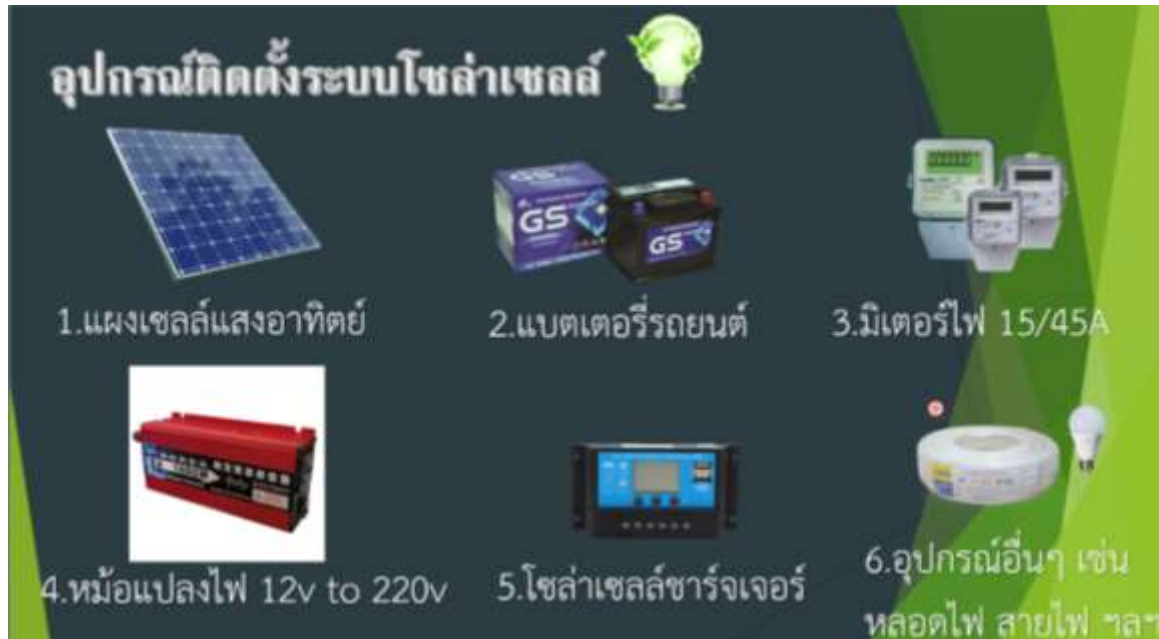 อุปกรณ์ติดตั้งระบบโซล่าเซลล์
GS
GS
1.แผงเซลล์แสงอาทิตย์
2.แบตเตอรี่รถยนต์
3.มิเตอร์ไฟ 15/45A
4.หม้อแปลงไฟ 12v to 220v
5.โซล่าเซลล์ชาร์จเจอร์
6.อุปกรณ์อื่นๆ เช่น
หลอดไฟ สายไฟ ฯลฯ